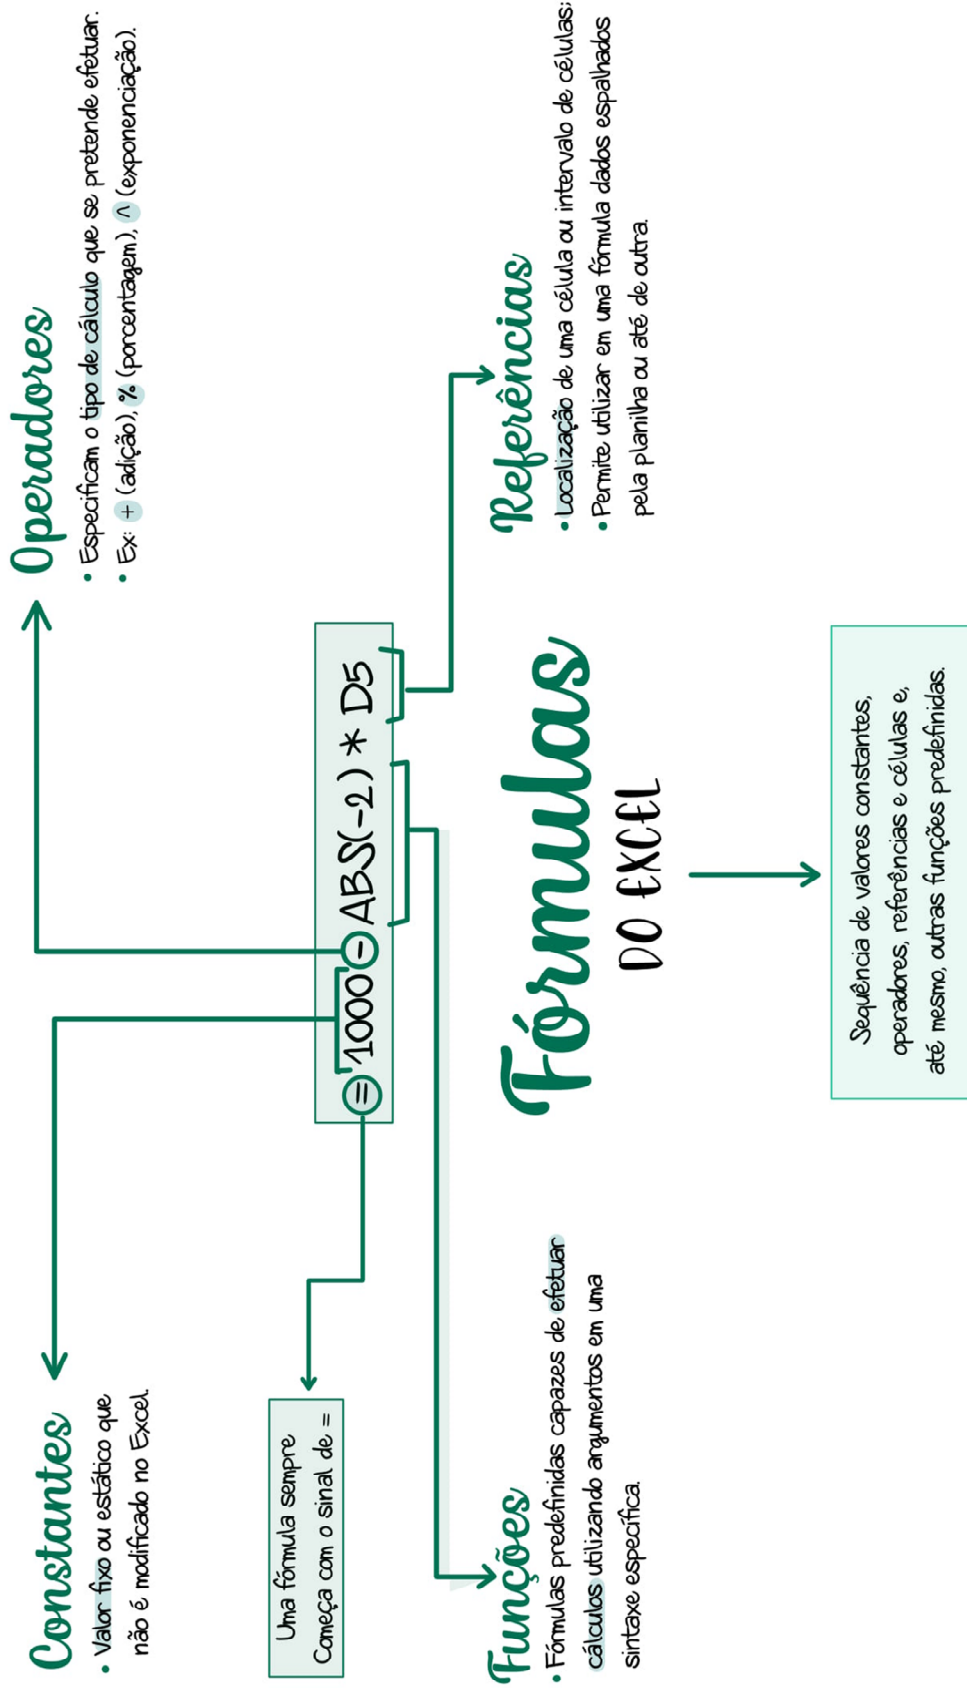 Constantes
• Valor fixo ou estático que
não é modificado no Excel.
Operadores
• Especificam o tipo de cálculo que se pretende efetuar.
• Ex: + (adição), % (porcentagem), ^ (exponenciação).
Uma fórmula sempre
Começa com o sinal de =
= 1000 - ABS(-2) * D5
Funções
• Fórmulas predefinidas capazes de efetuar
cálculos utilizando argumentos em uma
sintaxe específica.
Fórmulas
DO EXCEL
Referências
• Localização de uma célula ou intervalo de células;
• Permite utilizar em uma fórmula dados espalhados
pela planilha ou até de outra.
Sequência de valores constantes,
operadores, referências e células e,
até mesmo, outras funções predefinidas.